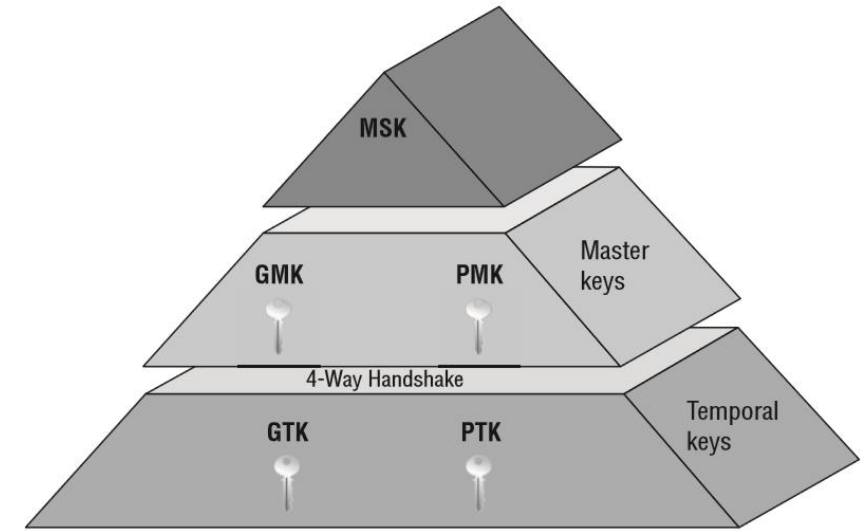 MSK
GMK PMK
Master
keys
4-Way Handshake
GTK PTK
Temporal
keys